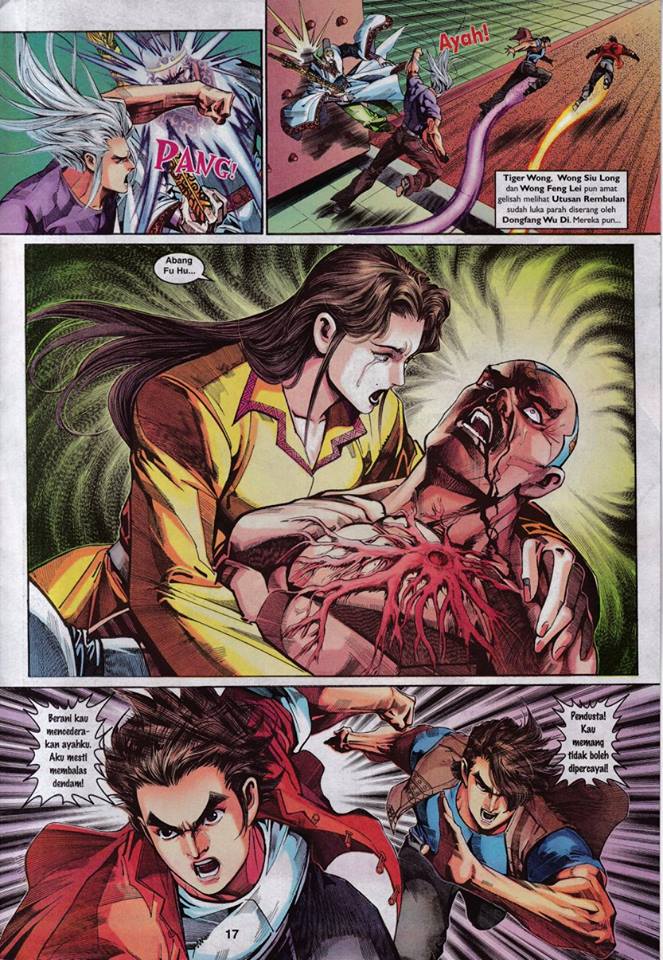 PANG!
Ayah!
Tiger Wong, Wong Siu Long
dan Wong Feng Lei pun amat
gelisah melihat Utusan Rembulan
sudah luka parah diserang oleh
Dongfang Wu Di. Mereka pun...
Abang
Fu Hu...
Berani kau
mencedera-
kan ayahku.
Aku mesti
membalas
dendam!
Pendusta!
Kau
memang
tidak boleh
dipercayai!
17